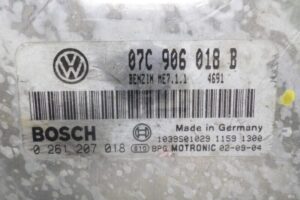 07C 906 018 B
BENZIN ME7.1.1 4691
BOSCH
Made in Germany
0 261 207 018
1039S01029 1159 1300
BPG MOTRONIC 02-09-04